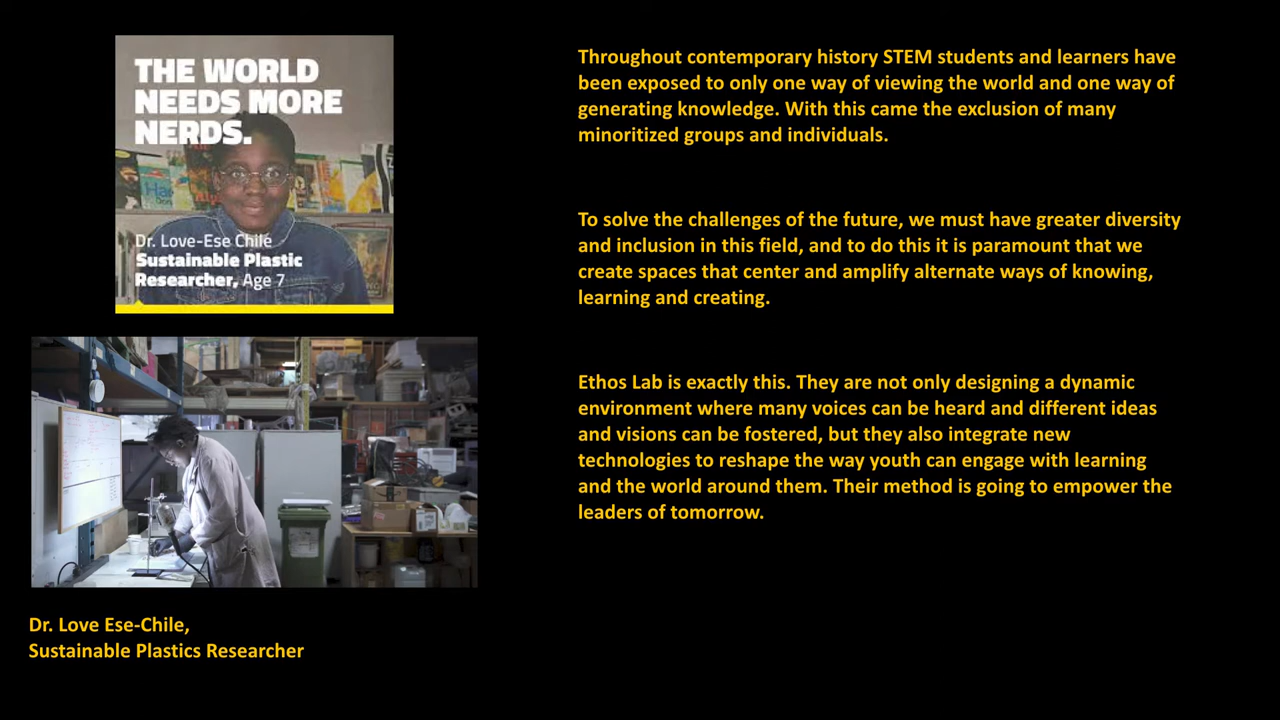 THE WORLD
NEEDS MORE
NERDS.
Dr. Love-Ese Chile
Sustainable Plastic
Researcher, Age 7
Dr. Love Ese-Chile,
Sustainable Plastics Researcher
Throughout contemporary history STEM students and learners have
been exposed to only one way of viewing the world and one way of
generating knowledge. With this came the exclusion of many
minoritized groups and individuals.
To solve the challenges of the future, we must have greater diversity
and inclusion in this field, and to do this it is paramount that we
create spaces that center and amplify alternate ways of knowing,
learning and creating.
Ethos Lab is exactly this. They are not only designing a dynamic
environment where many voices can be heard and different ideas
and visions can be fostered, but they also integrate new
technologies to reshape the way youth can engage with learning
and the world around them. Their method is going to empower the
leaders of tomorrow.